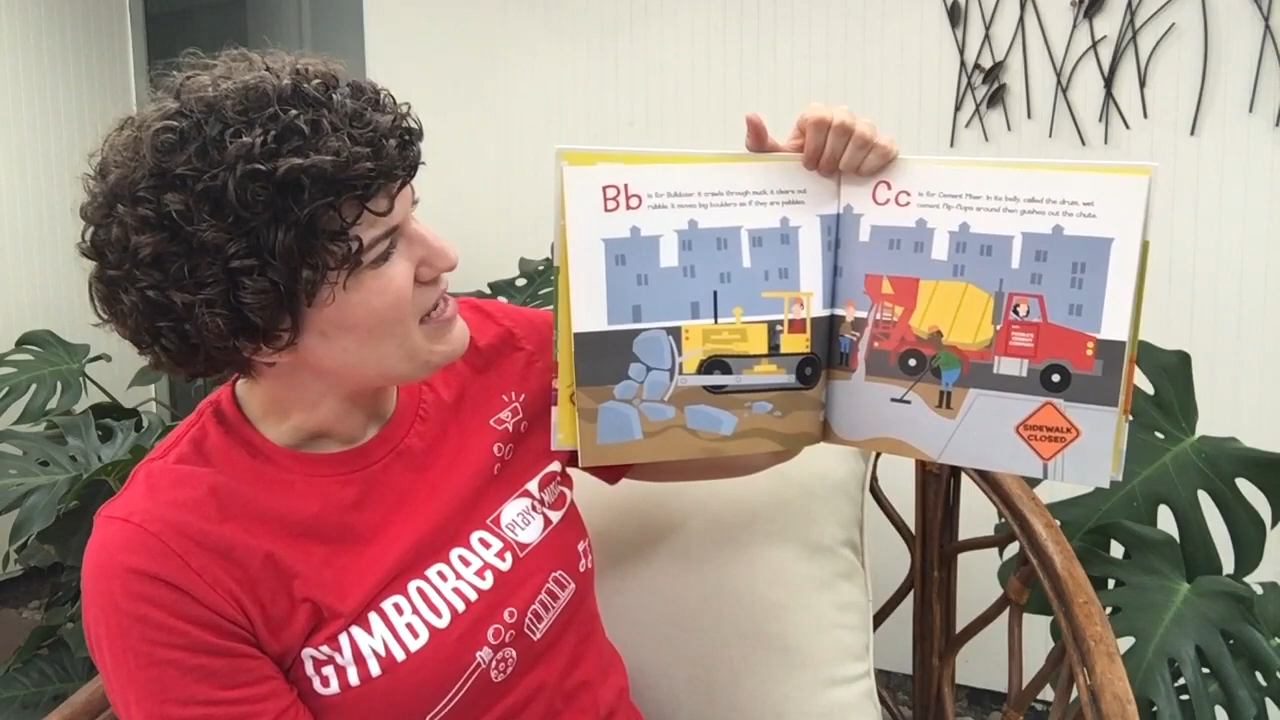 Bb is for Bulldozer. It crawls through muck, it clears out
rubble. It moves big boulders as if they are pebbles.
Cc is for Cement Mixer. In its belly, called the drum, wet
cement flip-flops around then gushes out the chute.
SIDEWALK
CLOSED
GYMBOREE
PLAY & MUSIC